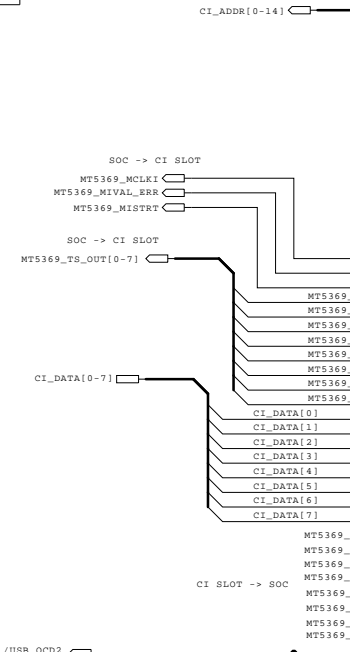 CI_ADDR[0-14]
SOC -> CI SLOT
MT5369_MCLKI
MT5369_MIVAL_ERR
MT5369_MISTRT
SOC -> CI SLOT
MT5369_TS_OUT[0-7]
MT5369_
MT5369_
MT5369_
MT5369_
MT5369_
MT5369_
MT5369_
MT5369_
CI_DATA[0-7]
CI_DATA[0]
CI_DATA[1]
CI_DATA[2]
CI_DATA[3]
CI_DATA[4]
CI_DATA[5]
CI_DATA[6]
CI_DATA[7]
MT5369_
MT5369_
MT5369_
MT5369_
CI SLOT -> SOC
MT5369_
MT5369_
MT5369_
MT5369_
/USB_OCD2